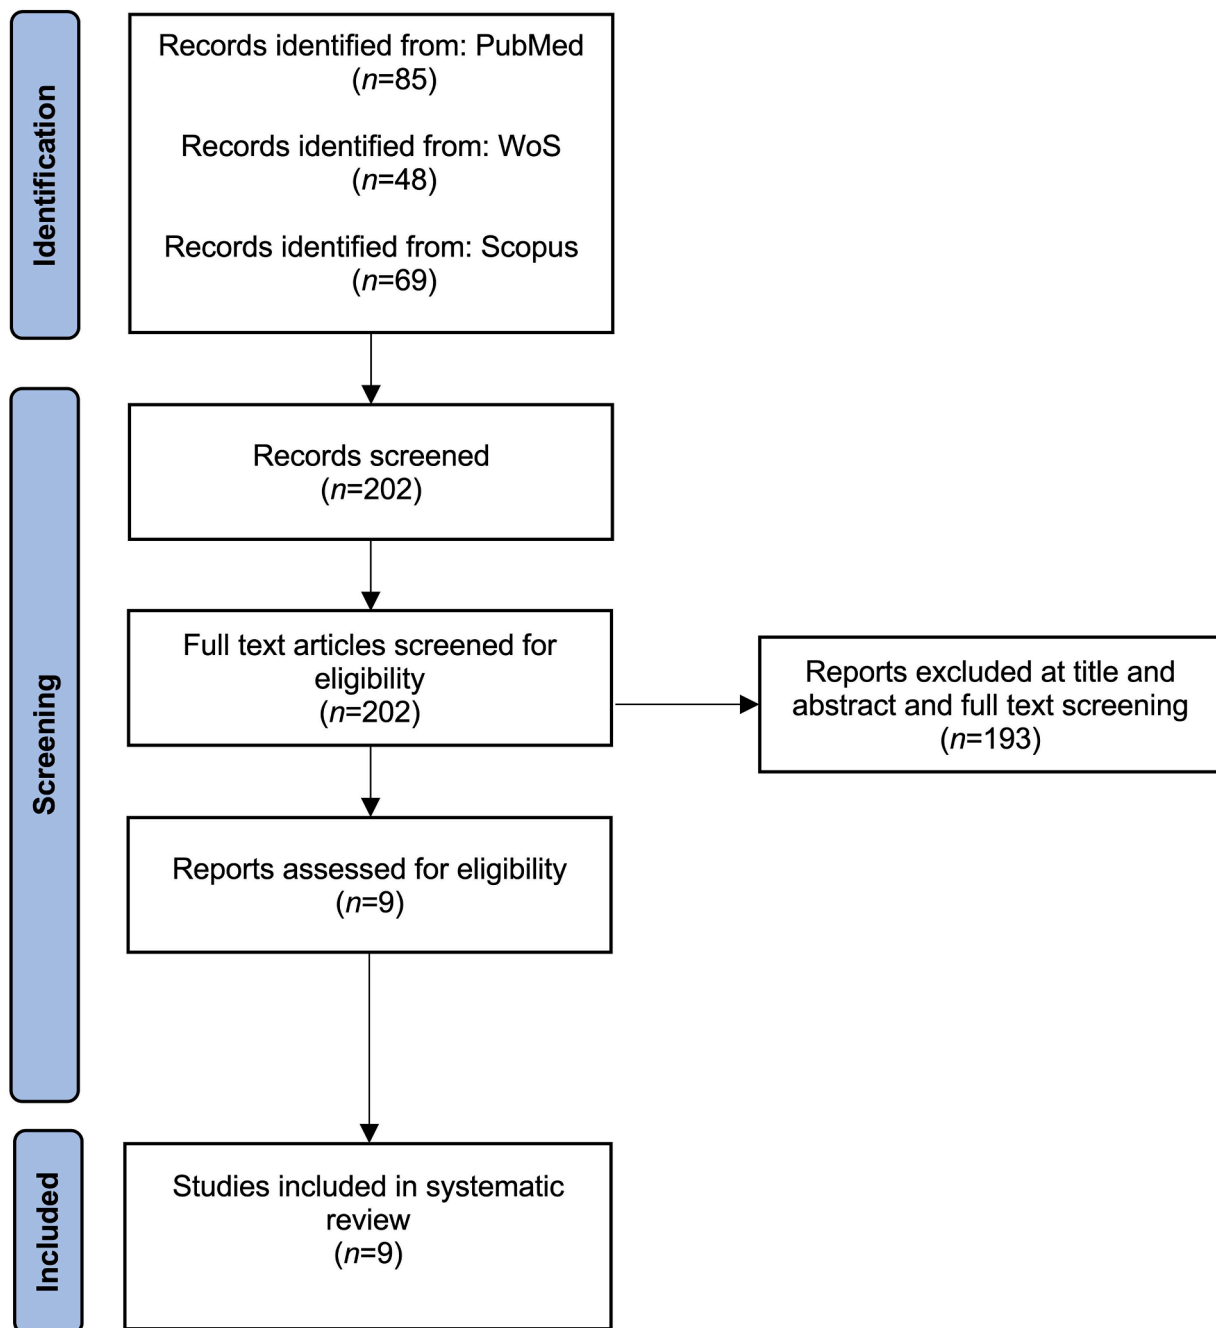 Identification
Records identified from: PubMed
(n=85)
Records identified from: WoS
(n=48)
Records identified from: Scopus
(n=69)
Screening
Records screened
(n=202)
Full text articles screened for
eligibility
(n=202)
Reports excluded at title and
abstract and full text screening
(n=193)
Reports assessed for eligibility
(n=9)
Included
Studies included in systematic
review
(n=9)